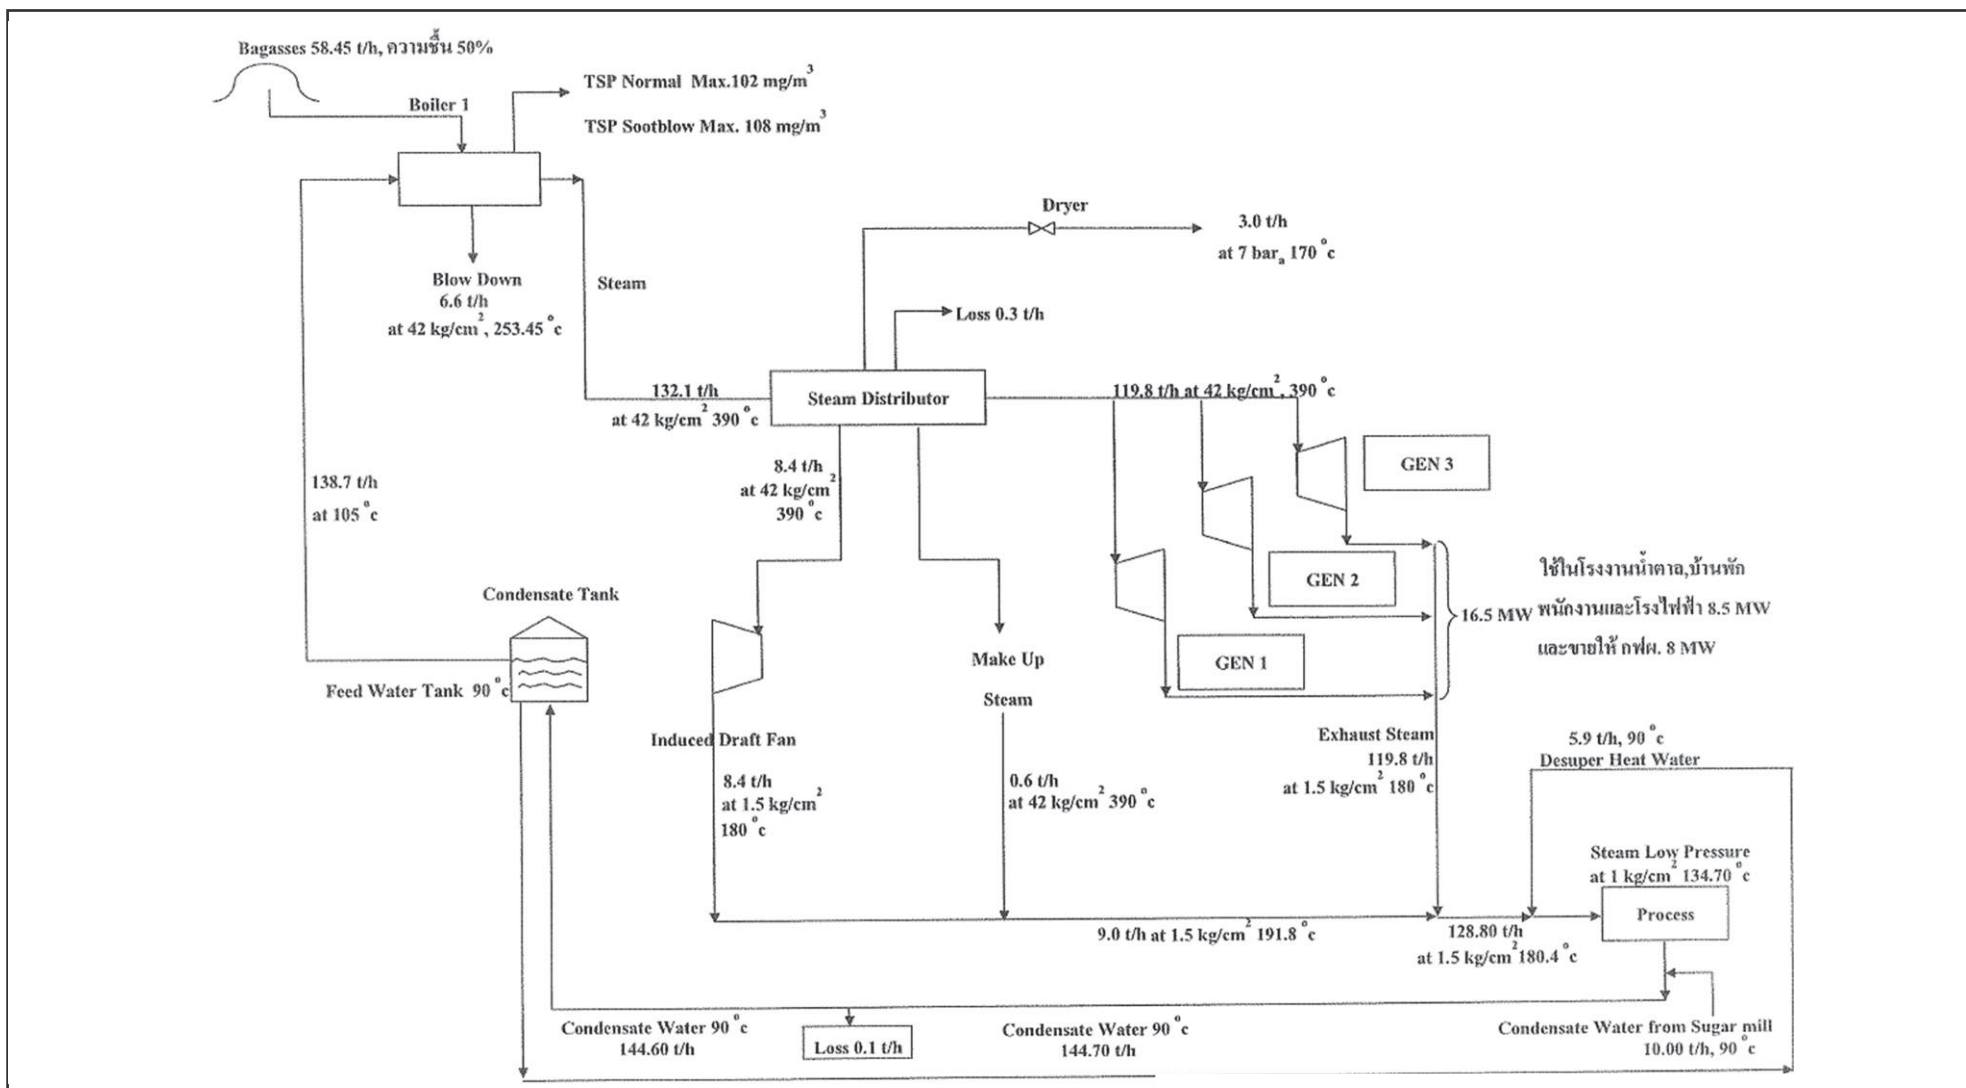 Bagasses 58.45 t/h, ความชื้น 50%
Boiler 1
TSP Normal Max.102 mg/m³
TSP Sootblow Max. 108 mg/m³
Blow Down
6.6 t/h
at 42 kg/cm², 253.45 °c
Steam
Dryer
3.0 t/h
at 7 barₐ 170 °c
Loss 0.3 t/h
132.1 t/h
at 42 kg/cm² 390 °c
Steam Distributor
119.8 t/h at 42 kg/cm², 390 °c
8.4 t/h
at 42 kg/cm²
390 °c
GEN 3
GEN 2
GEN 1
138.7 t/h
at 105 °c
Condensate Tank
Feed Water Tank 90 °c
16.5 MW
ใช้ในโรงงานน้ำตาล,บ้านพัก
พนักงานและโรงไฟฟ้า 8.5 MW
และขายให้ กฟผ. 8 MW
Make Up
Steam
Induced Draft Fan
8.4 t/h
at 1.5 kg/cm²
180 °c
0.6 t/h
at 42 kg/cm² 390 °c
Exhaust Steam
119.8 t/h
at 1.5 kg/cm² 180 °c
5.9 t/h, 90 °c
Desuper Heat Water
Steam Low Pressure
at 1 kg/cm² 134.70 °c
Process
9.0 t/h at 1.5 kg/cm² 191.8 °c
128.80 t/h
at 1.5 kg/cm² 180.4 °c
Condensate Water 90 °c
144.60 t/h
Loss 0.1 t/h
Condensate Water 90 °c
144.70 t/h
Condensate Water from Sugar mill
10.00 t/h, 90 °c